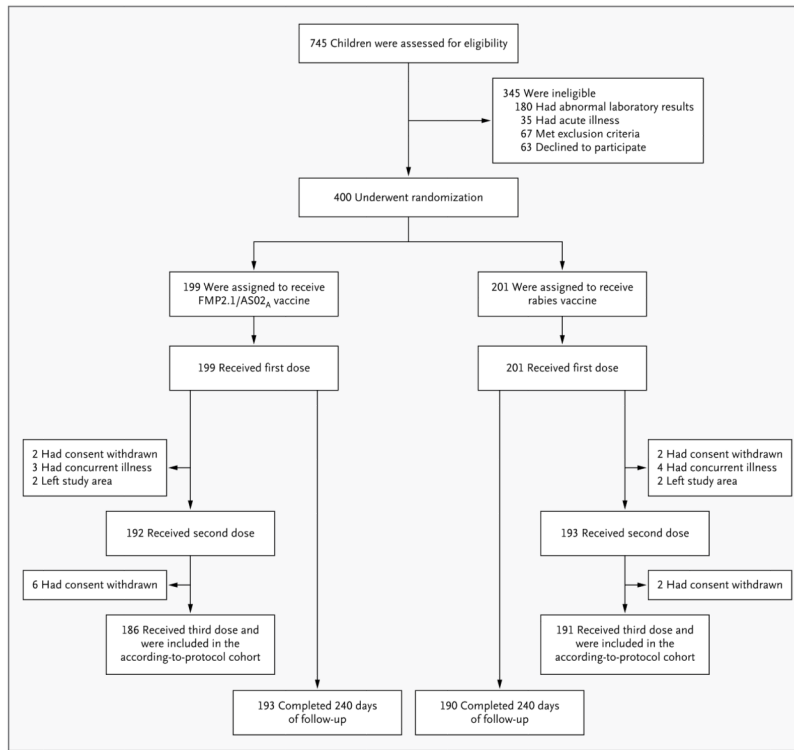 745 Children were assessed for eligibility
345 Were ineligible
180 Had abnormal laboratory results
35 Had acute illness
67 Met exclusion criteria
63 Declined to participate
400 Underwent randomization
199 Were assigned to receive
FMP2.1/AS02A vaccine
201 Were assigned to receive
rabies vaccine
199 Received first dose
201 Received first dose
2 Had consent withdrawn
3 Had concurrent illness
2 Left study area
2 Had consent withdrawn
4 Had concurrent illness
2 Left study area
192 Received second dose
193 Received second dose
6 Had consent withdrawn
2 Had consent withdrawn
186 Received third dose and
were included in the
according-to-protocol cohort
191 Received third dose and
were included in the
according-to-protocol cohort
193 Completed 240 days
of follow-up
190 Completed 240 days
of follow-up